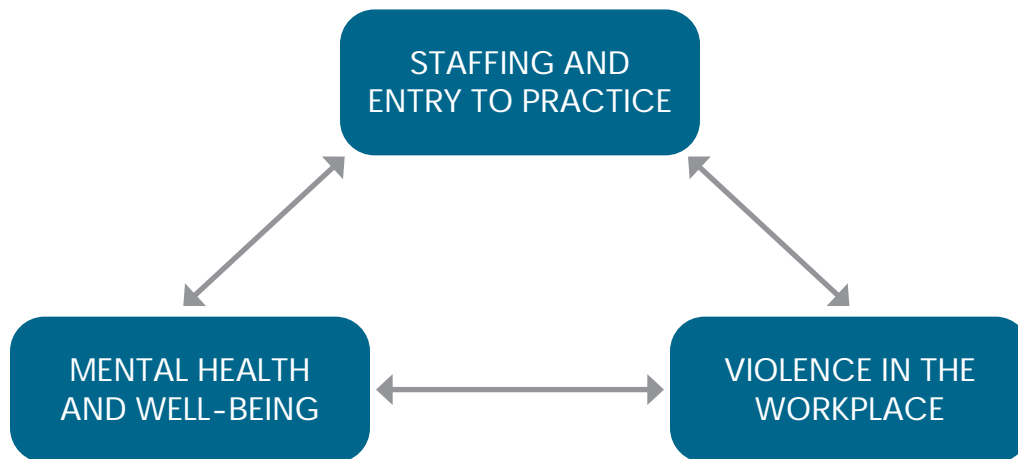 STAFFING AND
ENTRY TO PRACTICE
MENTAL HEALTH
AND WELL-BEING
VIOLENCE IN THE
WORKPLACE